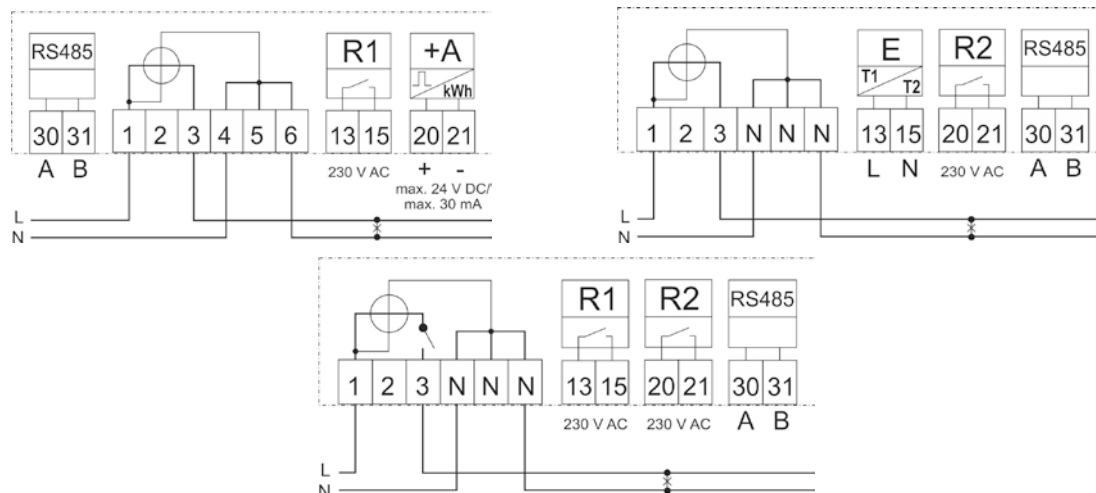 RS485
R1
+A
kWh
30 31 1 2 3 4 5 6 13 15 20 21
A B 230 V AC + -
max. 24 V DC/
max. 30 mA
L
N
E R2 RS485
T1
T2
1 2 3 N N N 13 15 20 21 30 31
L N 230 V AC A B
L
N
R1 R2 RS485
1 2 3 N N N 13 15 20 21 30 31
230 V AC 230 V AC A B
L
N